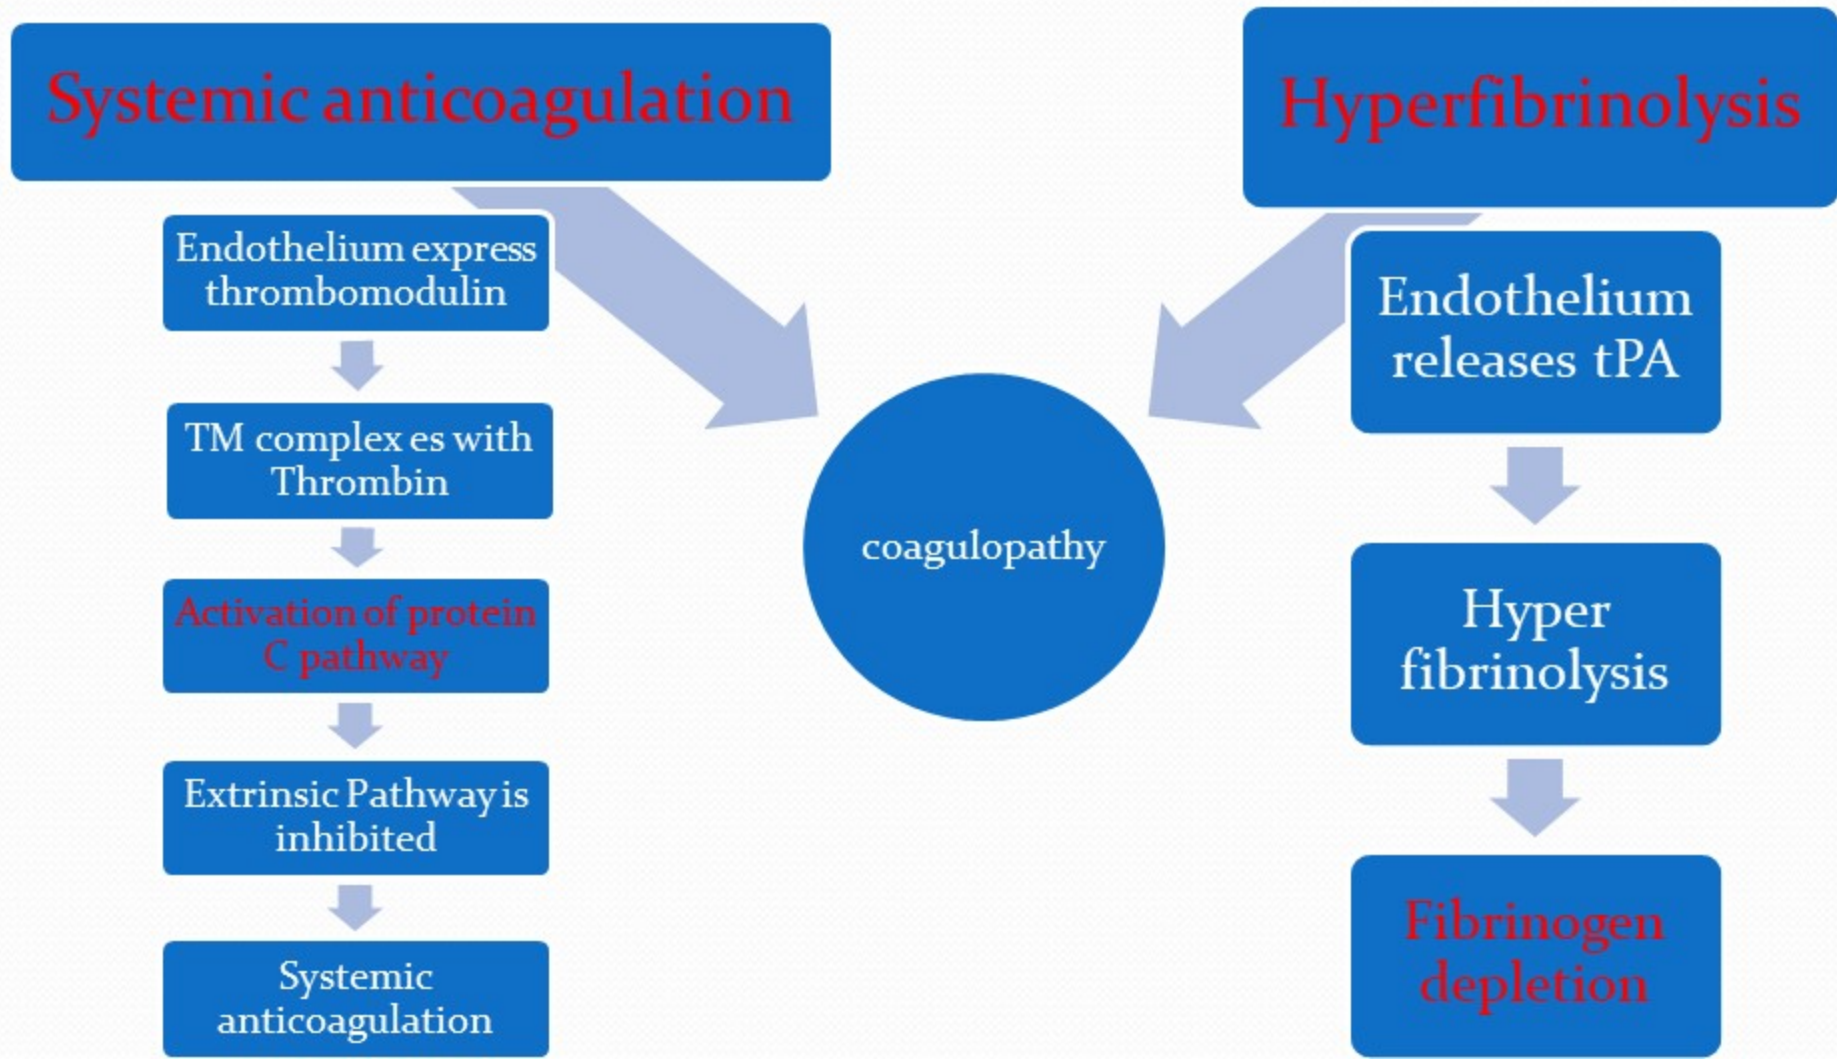 Systemic anticoagulation
Endothelium express
thrombomodulin
TM complex es with
Thrombin
Activation of protein
C pathway
Extrinsic Pathway is
inhibited
Systemic
anticoagulation
coagulopathy
Hyperfibrinolysis
Endothelium
releases tPA
Hyper
fibrinolysis
Fibrinogen
depletion